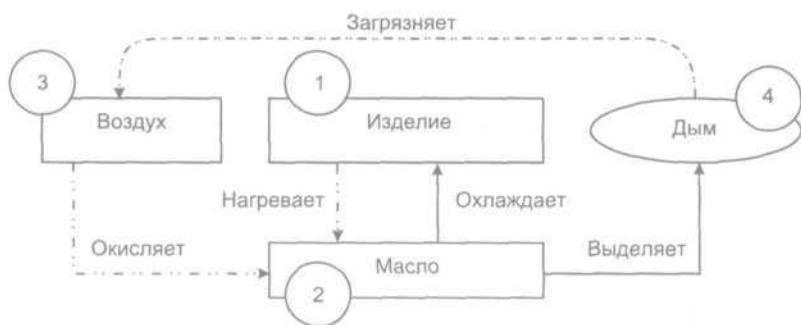 Загрязняет
3
1
4
Воздух
Изделие
Дым
Нагревает
Охлаждает
Окисляет
Масло
Выделяет
2